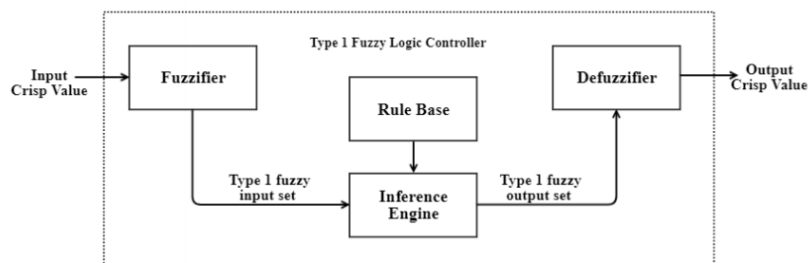 Type 1 Fuzzy Logic Controller
Input
Crisp Value
Fuzzifier
Rule Base
Defuzzifier
Output
Crisp Value
Type 1 fuzzy
input set
Inference
Engine
Type 1 fuzzy
output set